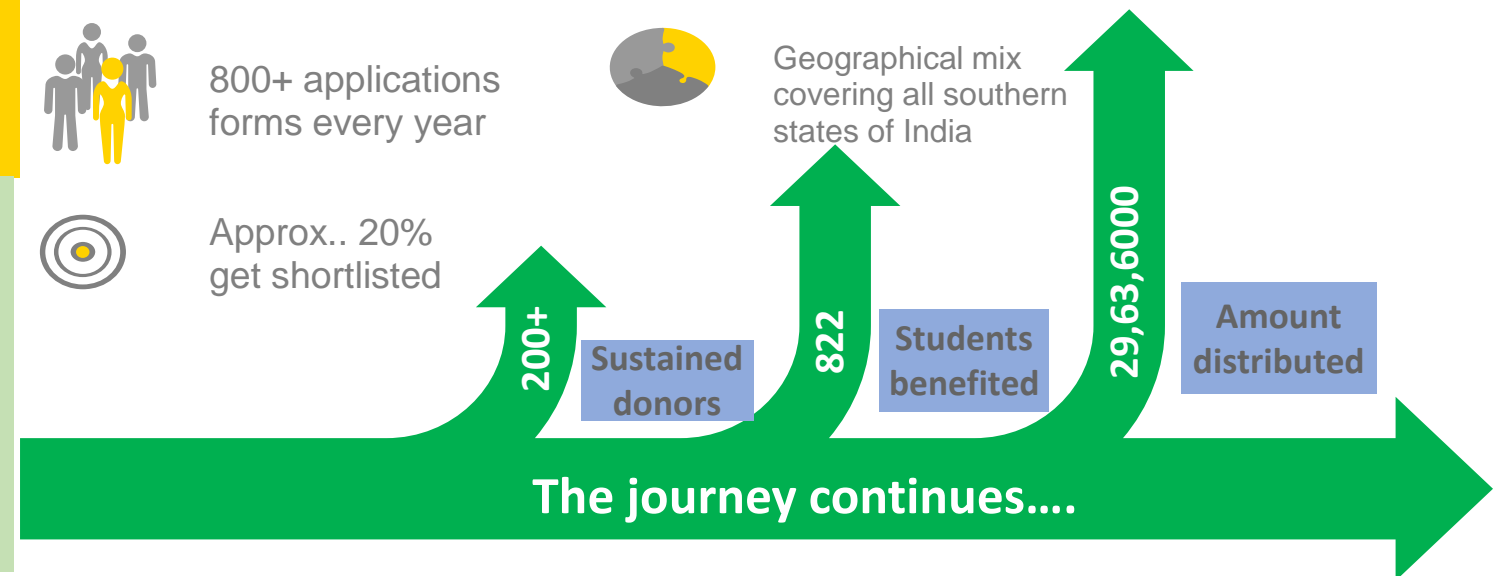 800+ applications
forms every year
Geographical mix
covering all southern
states of India
Approx.. 20%
get shortlisted
200+
Sustained
donors
822
Students
benefited
29,63,6000
Amount
distributed
The journey continues....